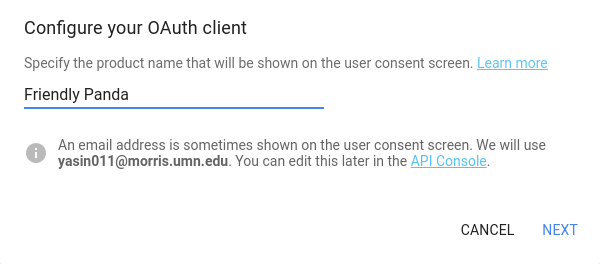 Configure your OAuth client
Specify the product name that will be shown on the user consent screen. Learn more
Friendly Panda
An email address is sometimes shown on the user consent screen. We will use
yasin011@morris.umn.edu. You can edit this later in the API Console.
CANCEL NEXT